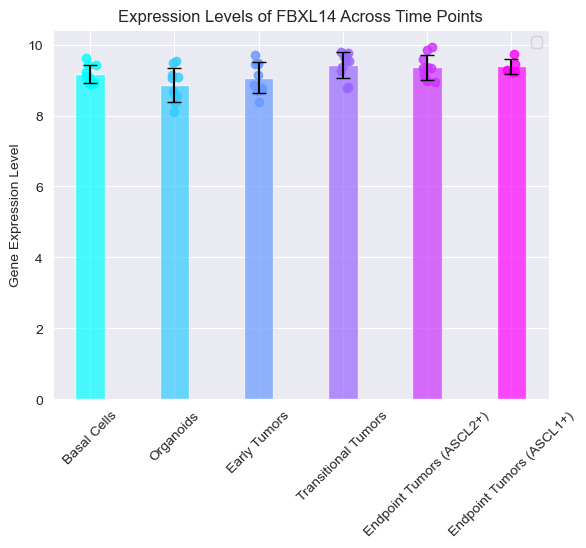 Expression Levels of FBXL14 Across Time Points
Gene Expression Level
10
8
6
4
2
0
Basal Cells
Organoids
Early Tumors
Transitional Tumors
Endpoint Tumors (ASCL2+)
Endpoint Tumors (ASCL1+)